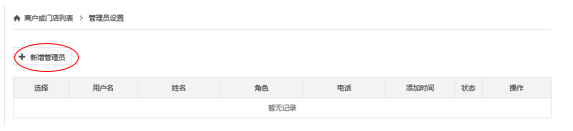 商户或门店列表 > 管理员设置
+ 新增管理员
选择 用户名 姓名 角色 电话 添加时间 状态 操作
暂无记录